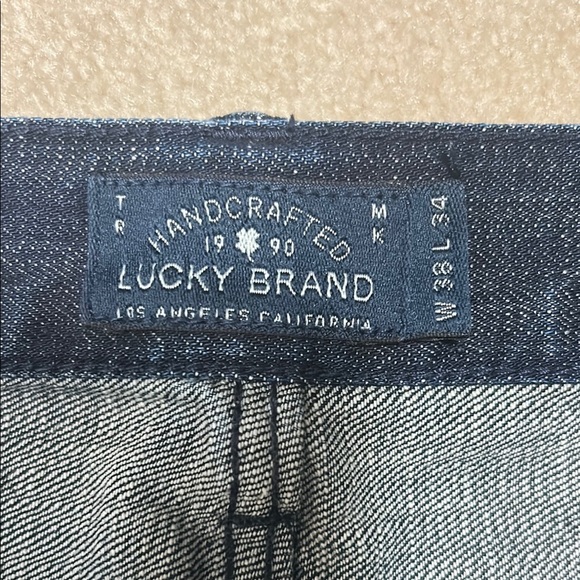 TR
MK
HANDCRAFTED
19 90
LUCKY BRAND
LOS ANGELES CALIFORNIA
W 38 L 34